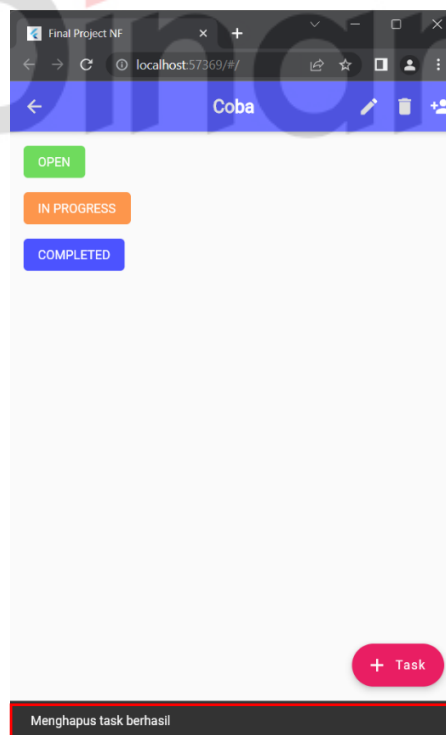 Final Project NF
localhost:57369/#/
Coba
OPEN
IN PROGRESS
COMPLETED
+ Task
Menghapus task berhasil